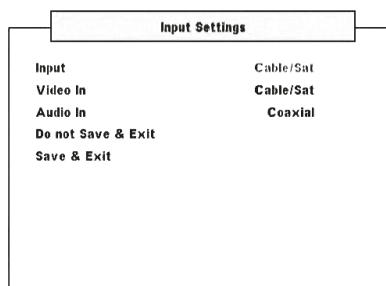 Input Settings
Input Cable/Sat
Video In Cable/Sat
Audio In Coaxial
Do not Save & Exit
Save & Exit